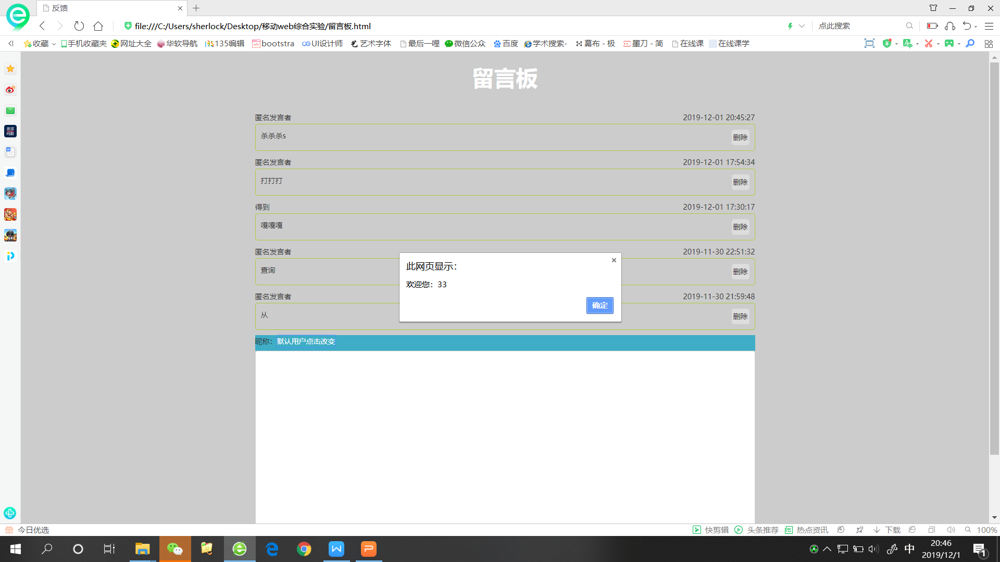 反馈
file:///C:/Users/sherlock/Desktop/移动web综合实验/留言板.html
点此搜索
收藏 手机收藏夹 网址大全 华软导航 135编辑 bootstra UI设计师 艺术字体 最后一哩 微信公众 百度 学术搜索- 幕布 - 极 墨刀 - 简 在线课 在线课学
留言板
匿名发言者 2019-12-01 20:45:27
杀杀杀s 删除
匿名发言者 2019-12-01 17:54:34
打打打 删除
得到 2019-12-01 17:30:17
嘎嘎嘎 删除
匿名发言者 2019-11-30 22:51:32
查询 删除
匿名发言者 2019-11-30 21:59:48
从 删除
此网页显示：
欢迎您：33
确定
昵称：默认用户点击改变
今日优选 快剪辑 头条推荐 热点资讯 下载 100%
中
20:46
2019/12/1
1